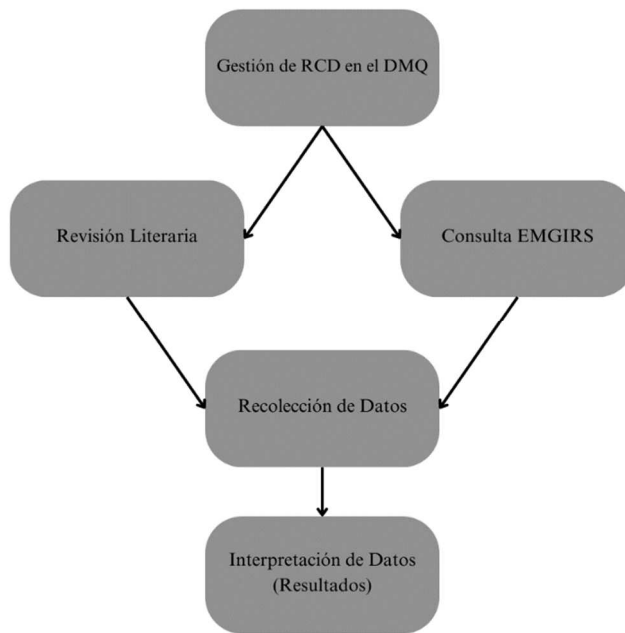 Gestión de RCD en el DMQ
Revisión Literaria
Consulta EMGIRS
Recolección de Datos
Interpretación de Datos
(Resultados)